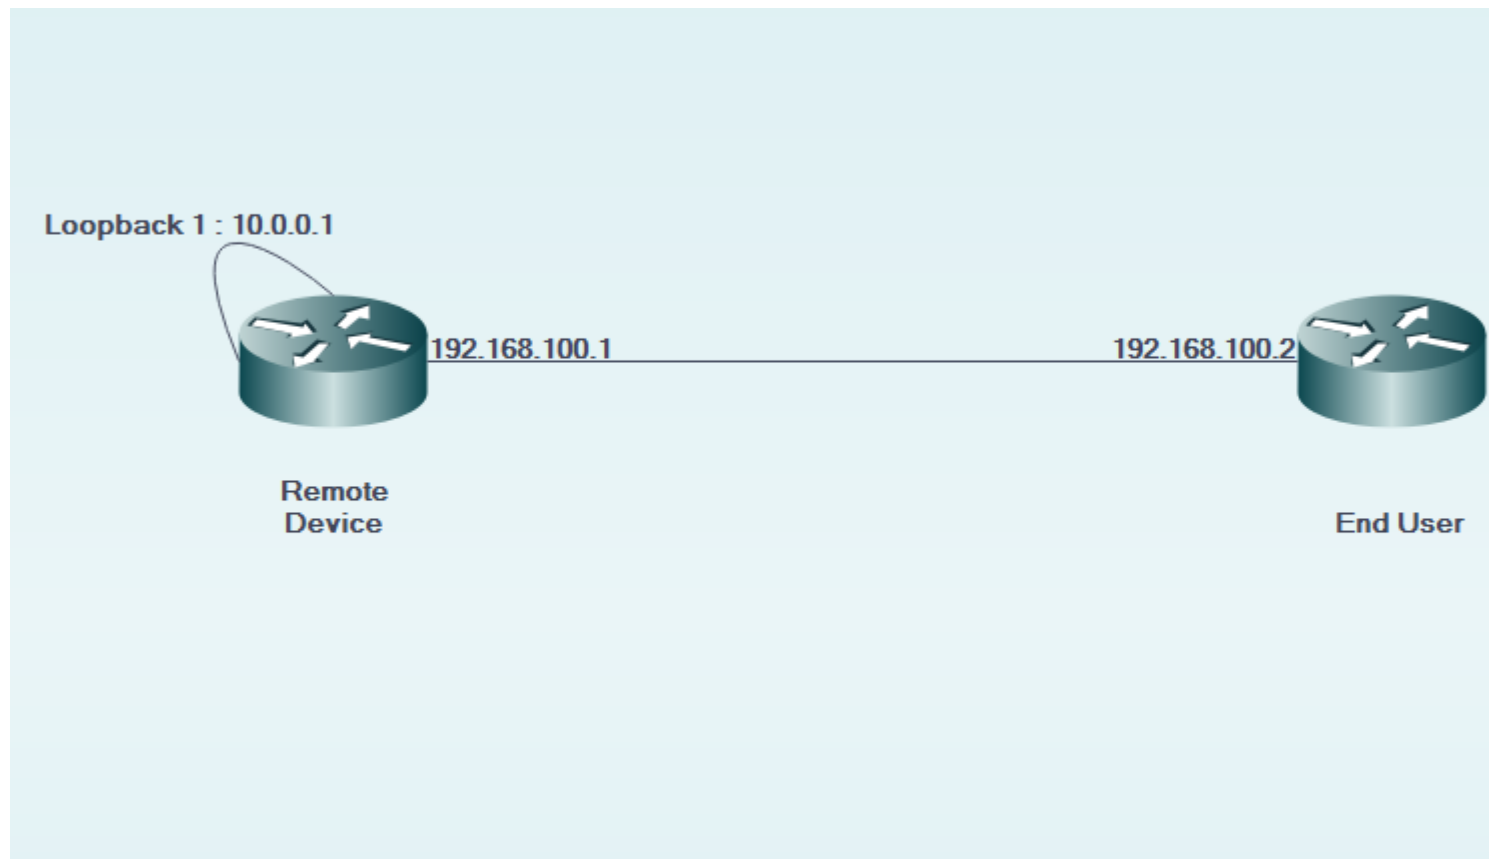 Loopback 1 : 10.0.0.1
192.168.100.1
192.168.100.2
Remote
Device
End User